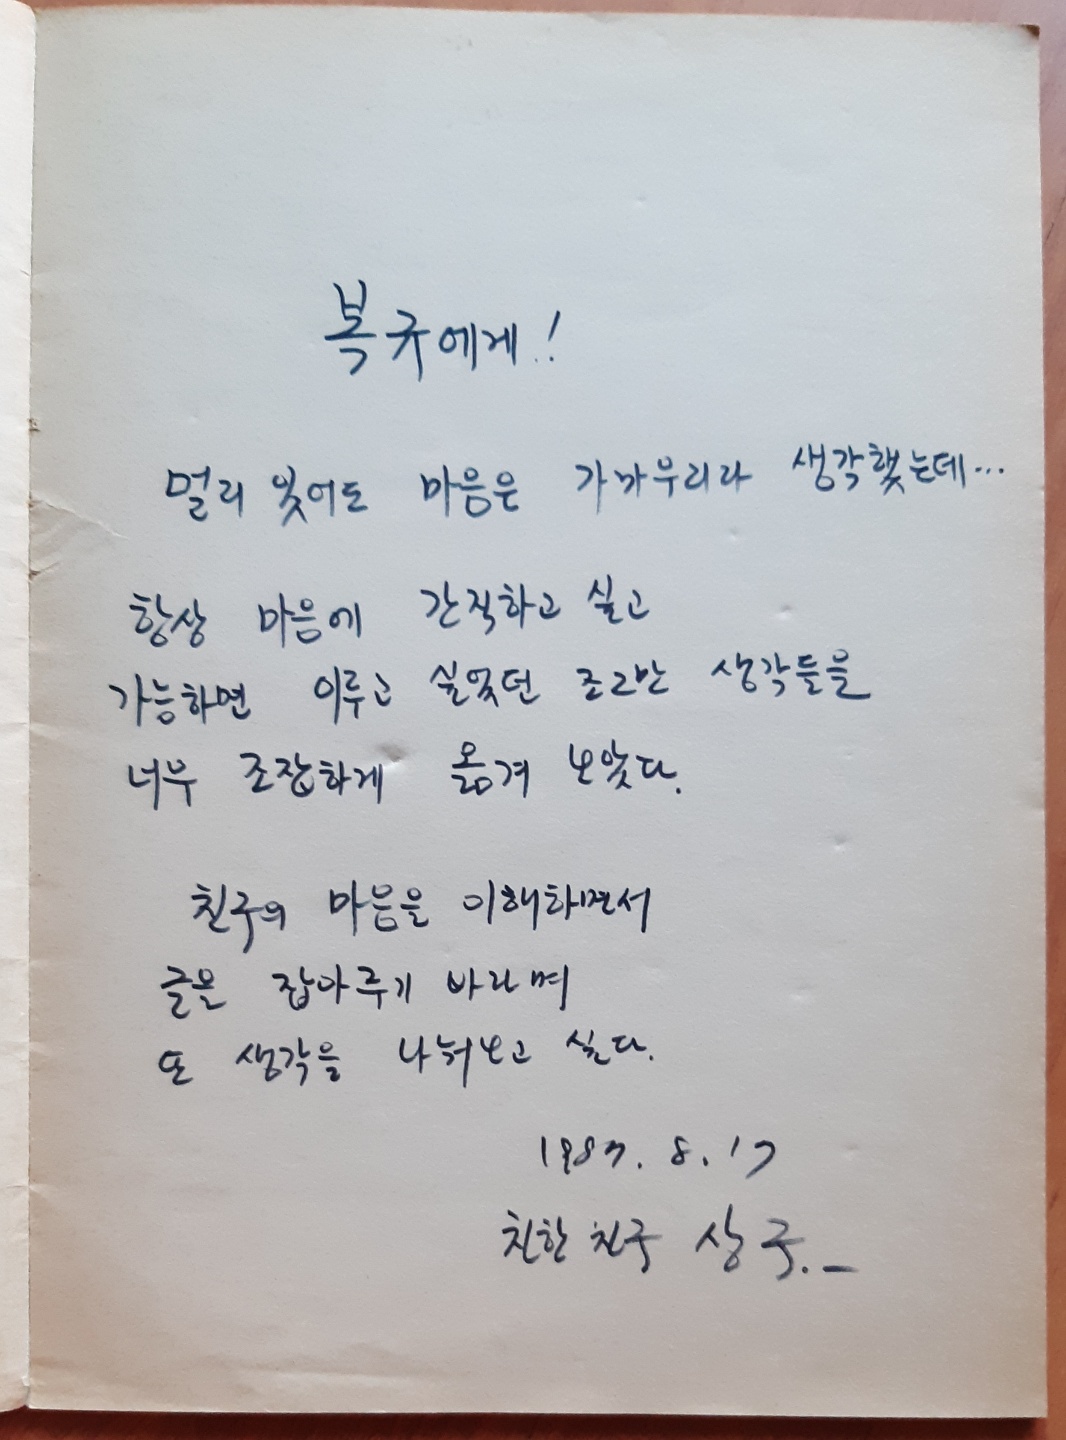 복규에게!
멀리 있어도 마음은 가까우리라 생각했는데...
항상 마음에 간직하고 싶고
가능하면 이루고 싶었던 조그만 생각들을
너무 조잡하게 옮겨 보았다.
친구의 마음을 이해하면서
글을 잡아주기 바라며
또 생각을 나눠보고 싶다.
1987. 8. 17
친한 친구 상국.